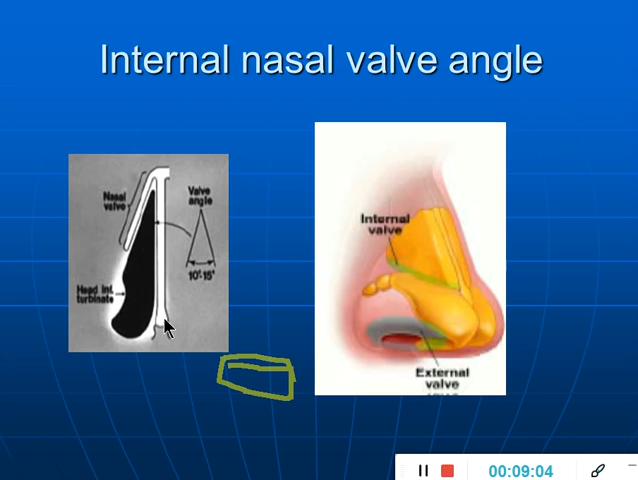 Internal nasal valve angle
Nasal
valve
Valve
angle
10°-15°
Head inf.
turbinate
Internal
valve
External
valve
00:09:04